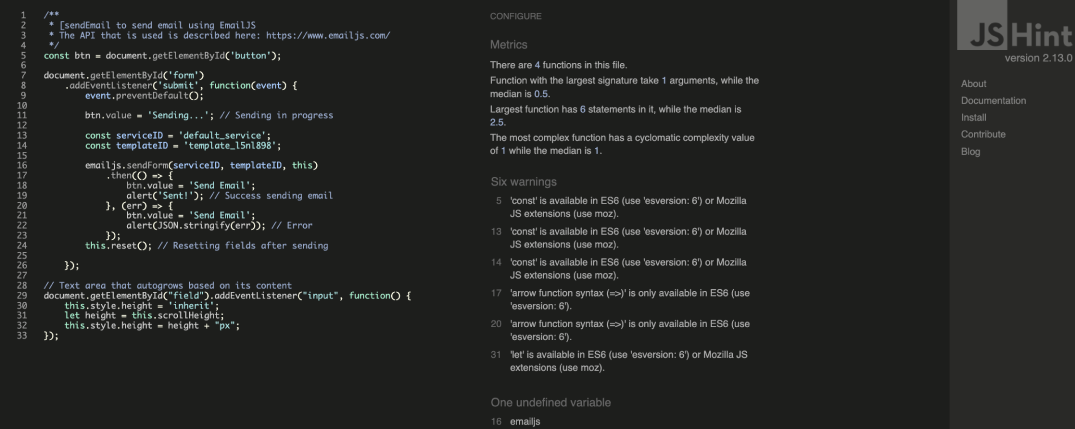 1 /**
2 * [sendEmail to send email using EmailJS
3 * The API that is used is described here: https://www.emailjs.com/
4 */
5 const btn = document.getElementById('button');
6
7 document.getElementById('form')
8 .addEventListener('submit', function(event) {
9 event.preventDefault();
10
11 btn.value = 'Sending...'; // Sending in progress
12
13 const serviceID = 'default_service';
14 const templateID = 'template_l5nl898';
15
16 emailjs.sendForm(serviceID, templateID, this)
17 .then(() => {
18 btn.value = 'Send Email';
19 alert('Sent!'); // Success sending email
20 }, (err) => {
21 btn.value = 'Send Email';
22 alert(JSON.stringify(err)); // Error
23 });
24 this.reset(); // Resetting fields after sending
25
26 });
27
28 // Text area that autogrows based on its content
29 document.getElementById("field").addEventListener("input", function() {
30 this.style.height = 'inherit';
31 let height = this.scrollHeight;
32 this.style.height = height + "px";
33 });
CONFIGURE
Metrics
There are 4 functions in this file.
Function with the largest signature take 1 arguments, while the
median is 0.5.
Largest function has 6 statements in it, while the median is
2.5.
The most complex function has a cyclomatic complexity value
of 1 while the median is 1.
Six warnings
5 'const' is available in ES6 (use 'esversion: 6') or Mozilla
JS extensions (use moz).
13 'const' is available in ES6 (use 'esversion: 6') or Mozilla
JS extensions (use moz).
14 'const' is available in ES6 (use 'esversion: 6') or Mozilla
JS extensions (use moz).
17 'arrow function syntax (=>)' is only available in ES6 (use
'esversion: 6').
20 'arrow function syntax (=>)' is only available in ES6 (use
'esversion: 6').
31 'let' is available in ES6 (use 'esversion: 6') or Mozilla JS
extensions (use moz).
One undefined variable
16 emailjs
JSHint
version 2.13.0
About
Documentation
Install
Contribute
Blog